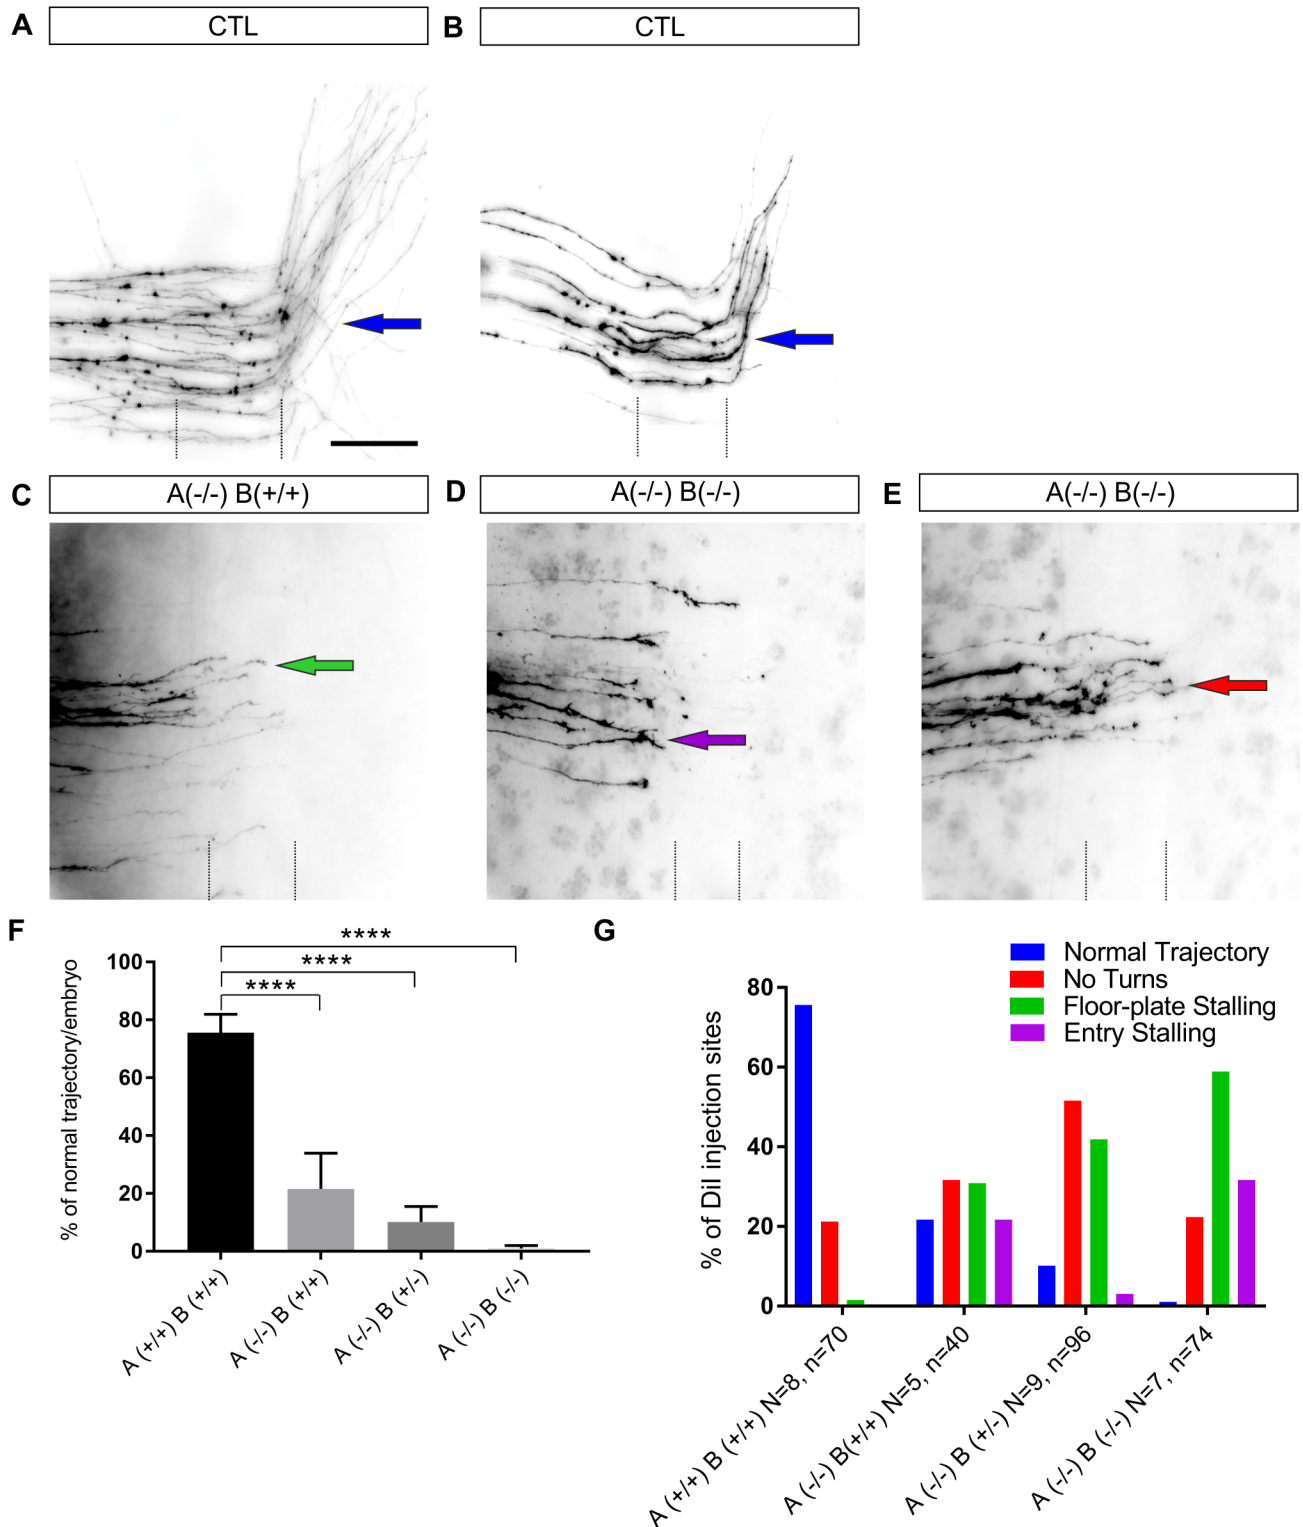 A
CTL
B
CTL
C
A(-/-) B(+/+)
D
A(-/-) B(-/-)
E
A(-/-) B(-/-)
F
% of normal trajectory/embryo
100
80
60
40
20
0
****
****
****
A (+/+) B (+/+)
A (-/-) B (+/+)
A (-/-) B (+/-)
A (-/-) B (-/-)
G
Normal Trajectory
No Turns
Floor-plate Stalling
Entry Stalling
% of DiI injection sites
80
60
40
20
0
A (+/+) B (+/+) N=8, n=70
A (-/-) B(+/+) N=5, n=40
A (-/-) B (+/-) N=9, n=96
A (-/-) B (-/-) N=7, n=74